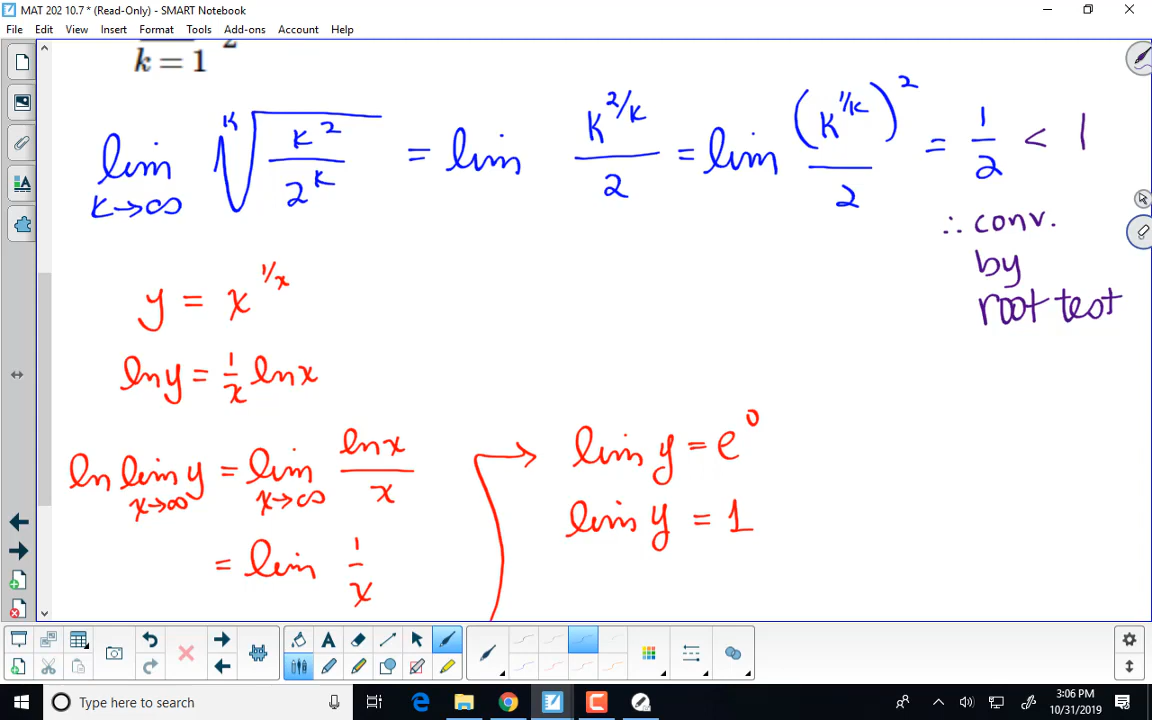 MAT 202 10.7 * (Read-Only) - SMART Notebook
File Edit View Insert Format Tools Add-ons Account Help
k = 1
lim k→∞ ᵏ√(k²/2ᵏ) = lim k^(2/k)/2 = lim (k^(1/k))²/2 = 1/2 < 1
∴ conv.
by
root test
y = x^(1/x)
ln y = 1/x ln x
ln lim x→∞ y = lim x→∞ ln x/x
= lim 1/x
lim y = e⁰
lim y = 1
Type here to search
3:06 PM
10/31/2019